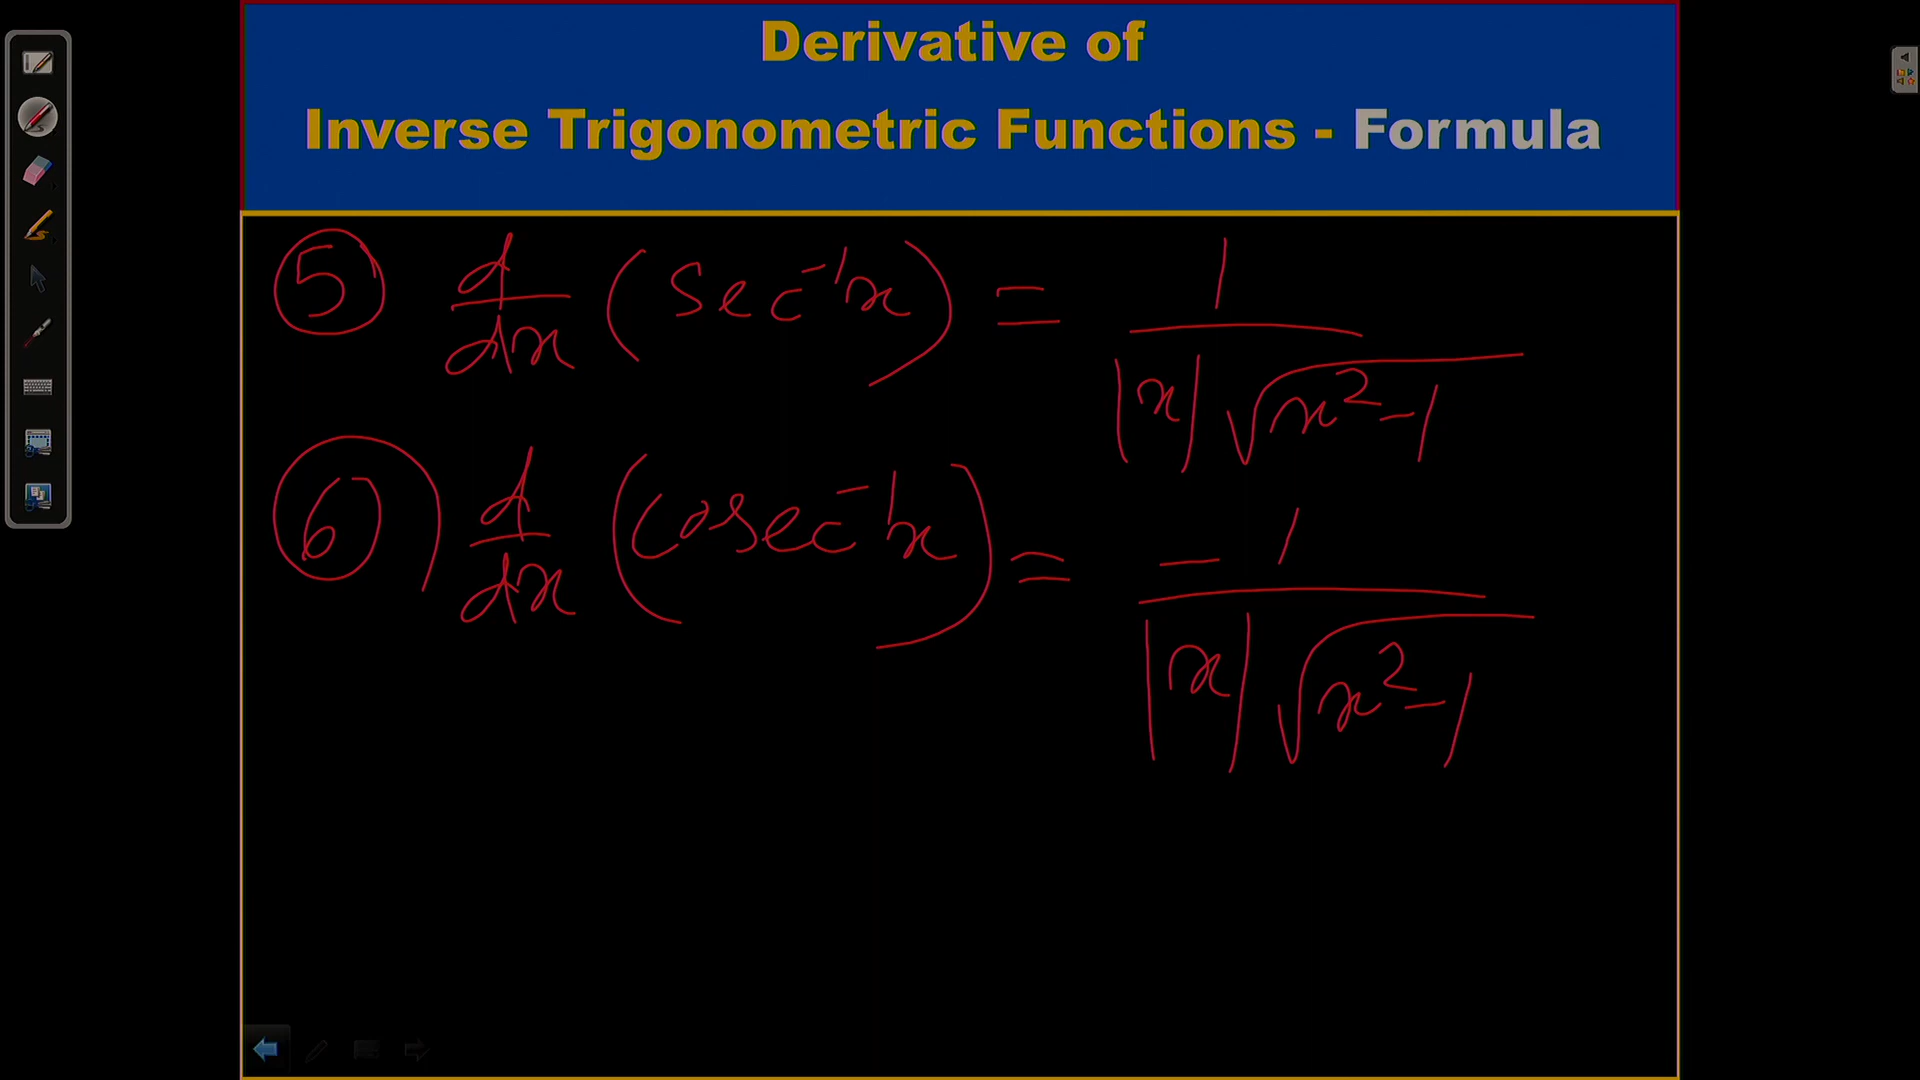 Derivative of
Inverse Trigonometric Functions - Formula
5 d/dx (sec⁻¹x) = 1/(|x|√(x²-1))
6) d/dx (cosec⁻¹x) = -1/(|x|√(x²-1))